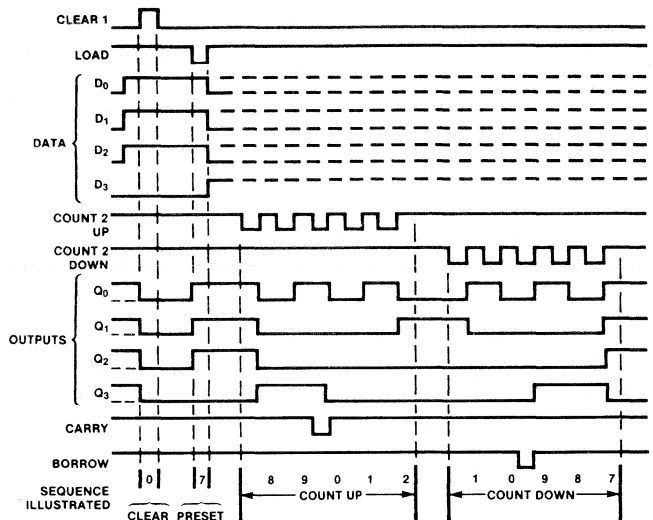 CLEAR 1
LOAD
D0
D1
DATA
D2
D3
COUNT 2
UP
COUNT 2
DOWN
Q0
Q1
OUTPUTS
Q2
Q3
CARRY
BORROW
0 7 8 9 0 1 2 1 0 9 8 7
SEQUENCE
ILLUSTRATED
COUNT UP COUNT DOWN
CLEAR PRESET